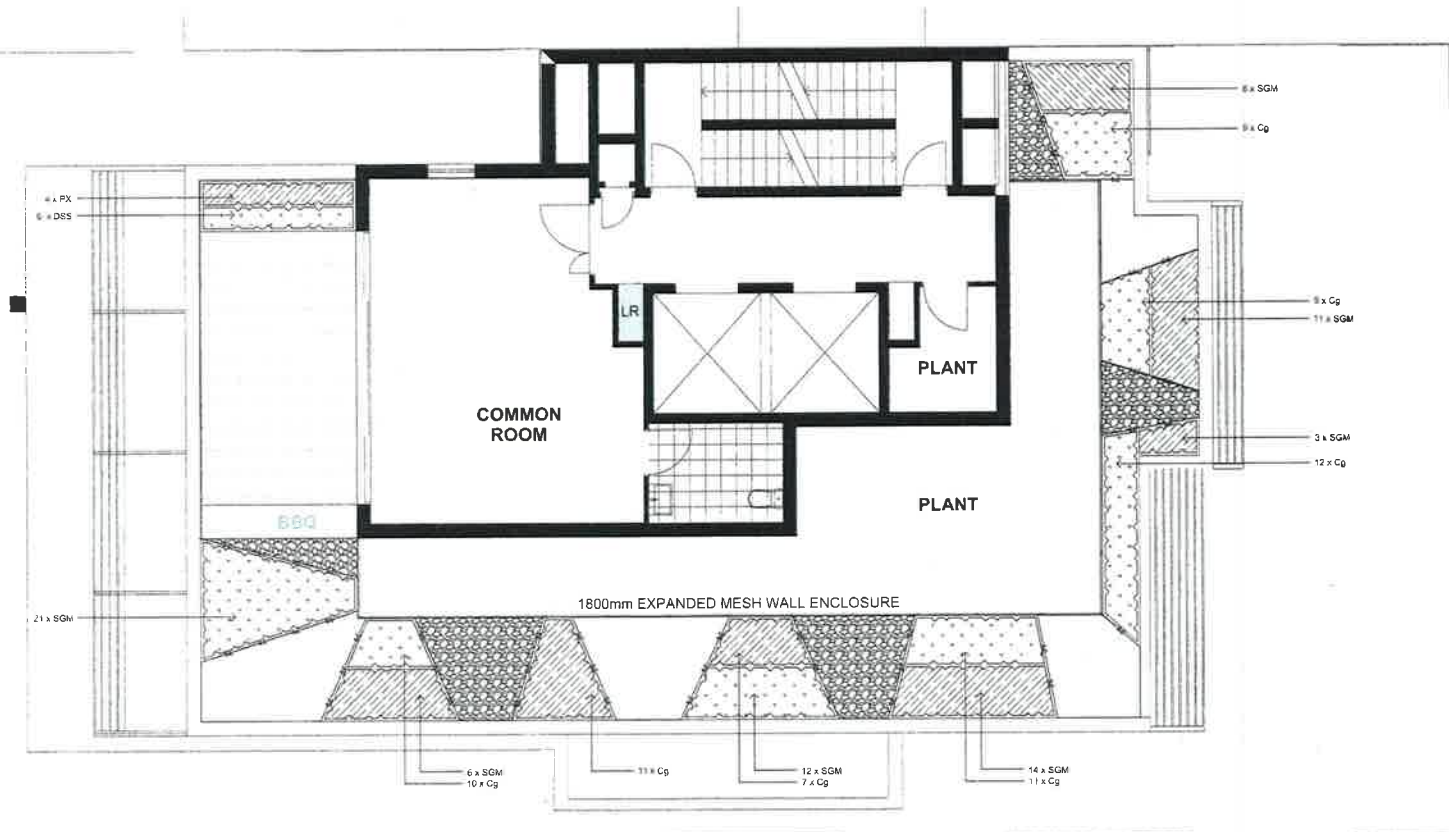 8 x SGM
9 x Cg
4 x PX
6 x DSS
9 x Cg
11 x SGM
LR
PLANT
COMMON
ROOM
3 x SGM
12 x Cg
PLANT
BBQ
1800mm EXPANDED MESH WALL ENCLOSURE
21 x SGM
6 x SGM
10 x Cg
11 x Cg
12 x SGM
7 x Cg
14 x SGM
11 x Cg